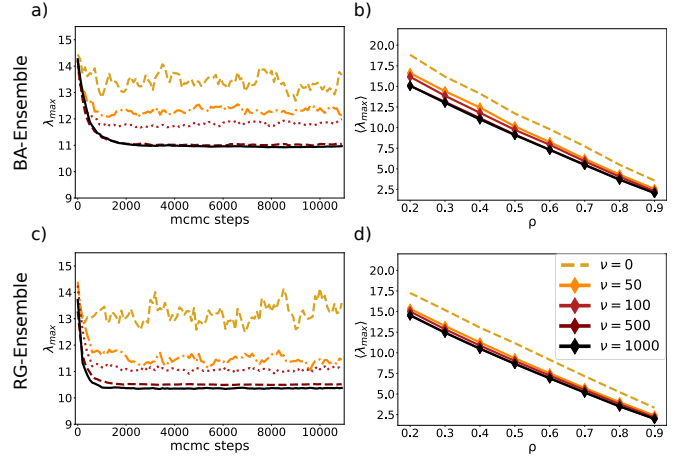 a)
BA-Ensemble
λmax
15
14
13
12
11
10
9
0 2000 4000 6000 8000 10000
mcmc steps
b)
⟨λmax⟩
20.0
17.5
15.0
12.5
10.0
7.5
5.0
2.5
0.2 0.3 0.4 0.5 0.6 0.7 0.8 0.9
ρ
c)
RG-Ensemble
λmax
15
14
13
12
11
10
9
0 2000 4000 6000 8000 10000
mcmc steps
d)
⟨λmax⟩
20.0
17.5
15.0
12.5
10.0
7.5
5.0
2.5
0.2 0.3 0.4 0.5 0.6 0.7 0.8 0.9
ρ
ν = 0
ν = 50
ν = 100
ν = 500
ν = 1000